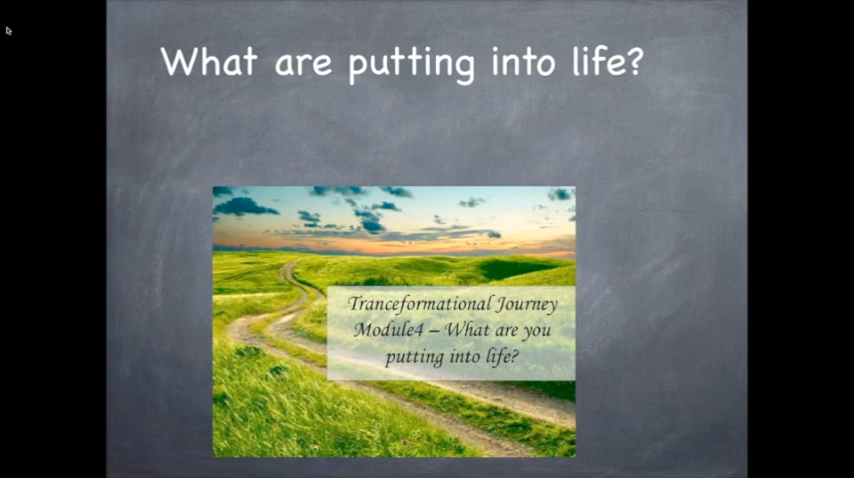 What are putting into life?
Tranceformational Journey
Module4 – What are you
putting into life?